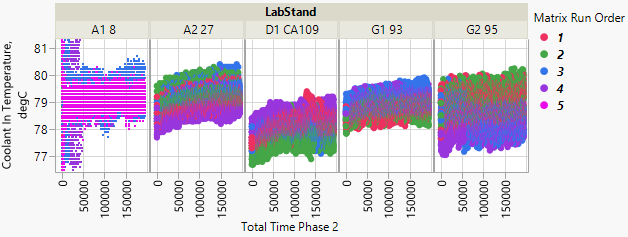 LabStand
A1 8 A2 27 D1 CA109 G1 93 G2 95
Coolant In Temperature,
degC
81
80
79
78
77
0 50000 100000 150000 0 50000 100000 150000 0 50000 100000 150000 0 50000 100000 150000 0 50000 100000 150000
Total Time Phase 2
Matrix Run Order
1
2
3
4
5